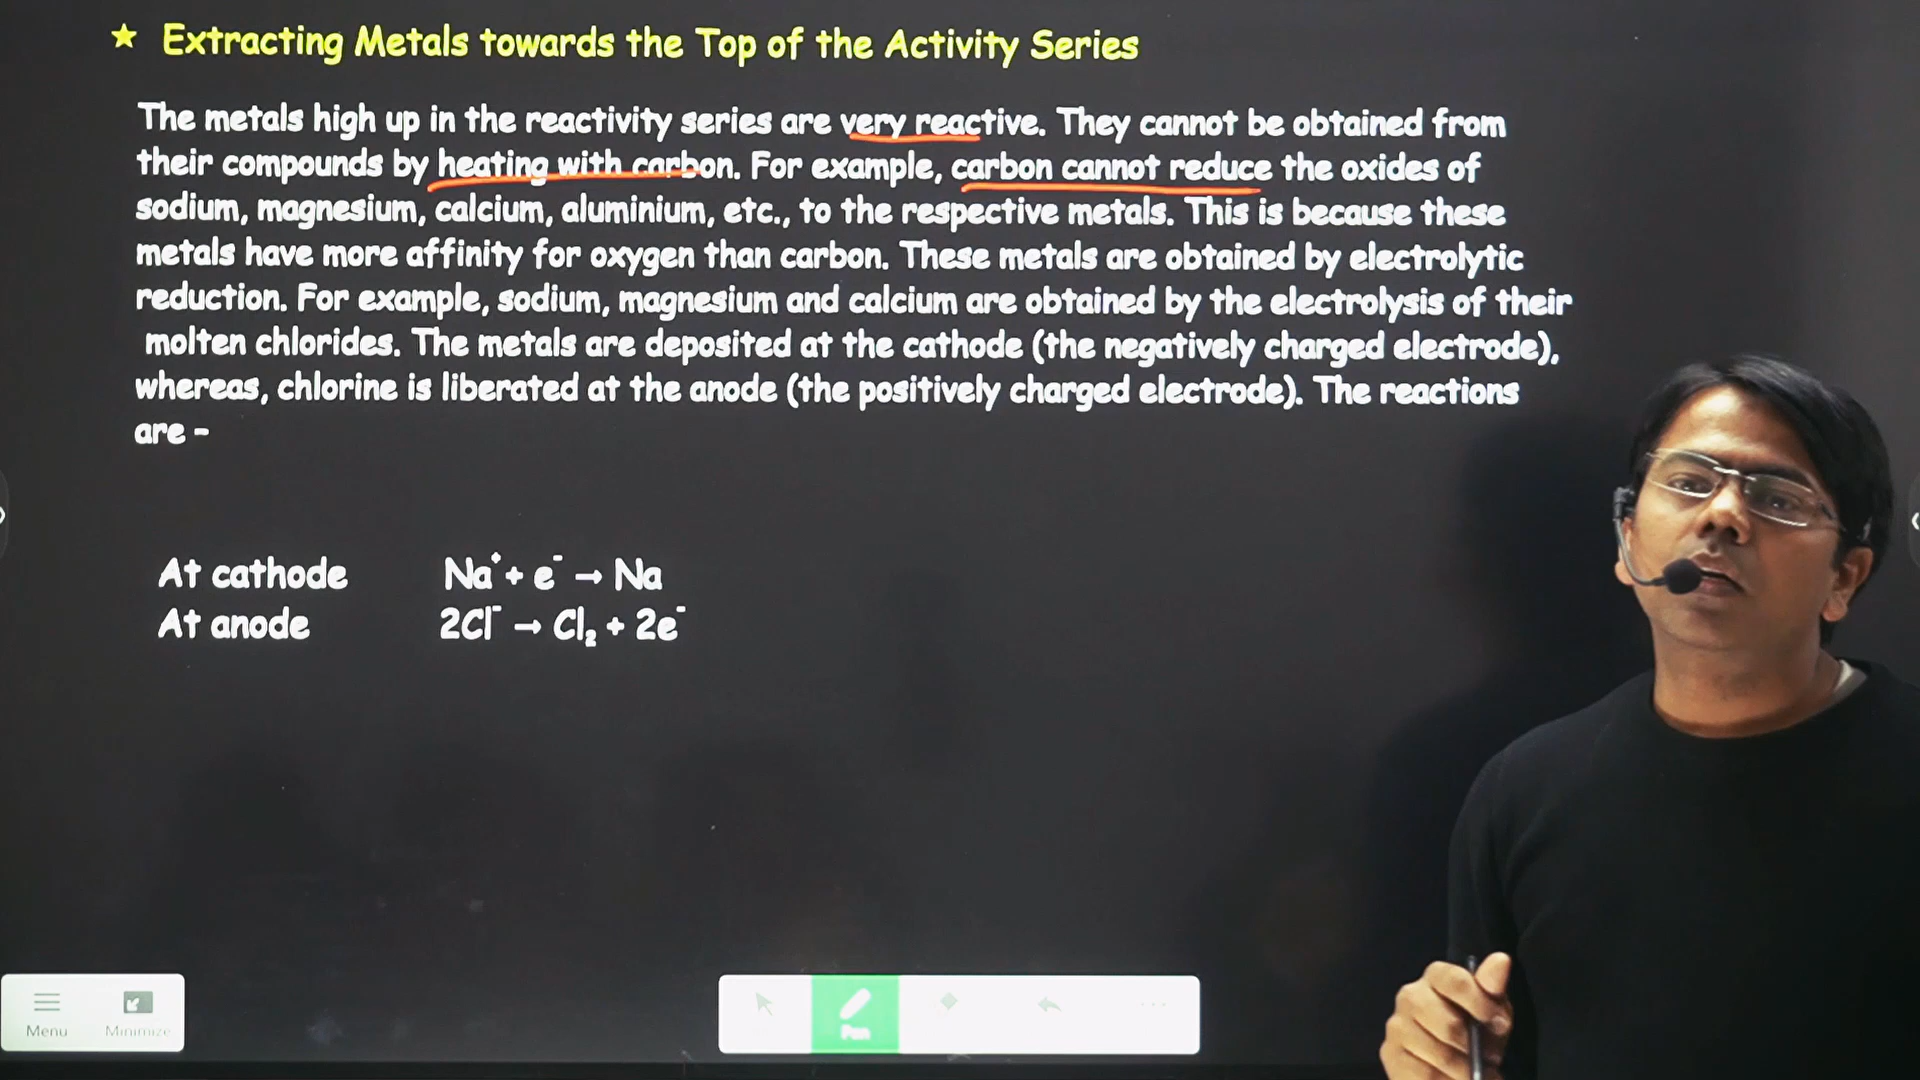 ★ Extracting Metals towards the Top of the Activity Series
The metals high up in the reactivity series are very reactive. They cannot be obtained from
their compounds by heating with carbon. For example, carbon cannot reduce the oxides of
sodium, magnesium, calcium, aluminium, etc., to the respective metals. This is because these
metals have more affinity for oxygen than carbon. These metals are obtained by electrolytic
reduction. For example, sodium, magnesium and calcium are obtained by the electrolysis of their
molten chlorides. The metals are deposited at the cathode (the negatively charged electrode),
whereas, chlorine is liberated at the anode (the positively charged electrode). The reactions
are -
At cathode Na⁺ + e⁻ → Na
At anode 2Cl⁻ → Cl₂ + 2e⁻
Menu Minimize Pen